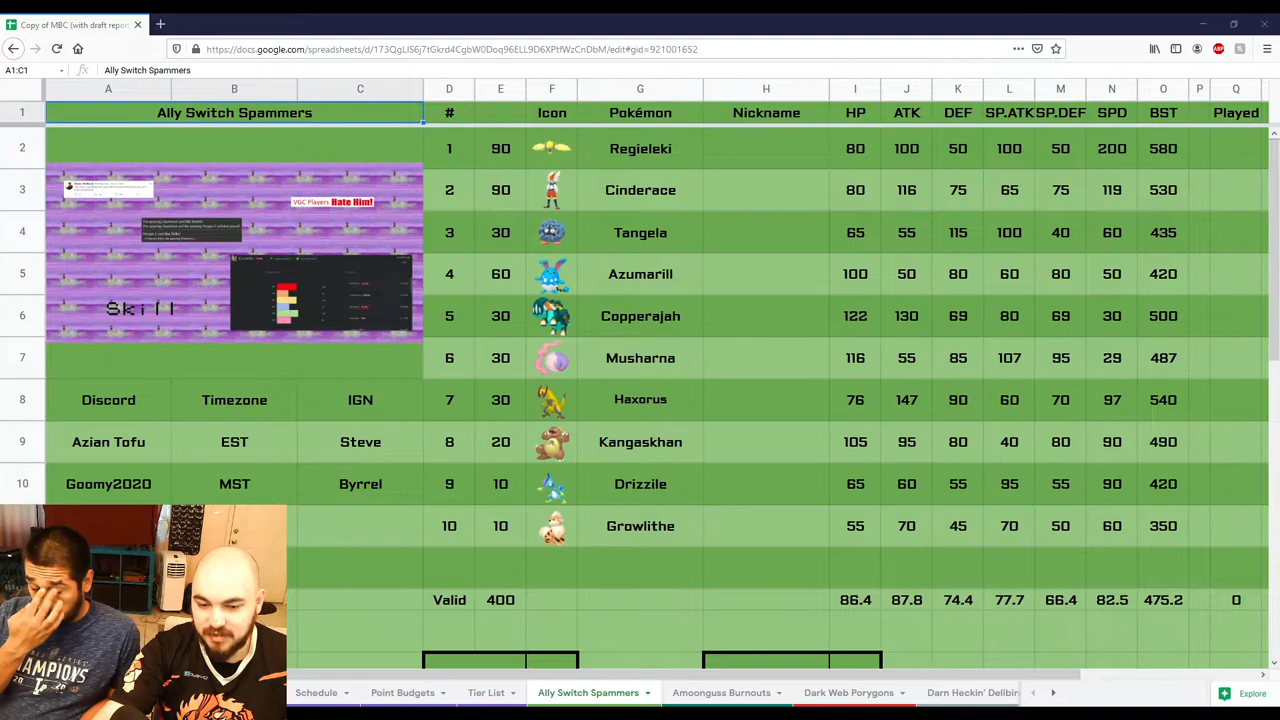 Copy of MBC (with draft repor
https://docs.google.com/spreadsheets/d/173QgLIS6j7tGkrd4CgbW0Doq96ELL9D6XPtfWzCnDbM/edit#gid=921001652
A1:C1 fx Ally Switch Spammers
A B C D E F G H I J K L M N O P Q
1 Ally Switch Spammers # Icon Pokémon Nickname HP ATK DEF SP.ATK SP.DEF SPD BST Played
2 1 90 Regieleki 80 100 50 100 50 200 580
VGC Players Hate Him!
3 2 90 Cinderace 80 116 75 65 75 119 530
4 3 30 Tangela 65 55 115 100 40 60 435
5 4 60 Azumarill 100 50 80 60 80 50 420
Skill
6 5 30 Copperajah 122 130 69 80 69 30 500
7 6 30 Musharna 116 55 85 107 95 29 487
8 Discord Timezone IGN 7 30 Haxorus 76 147 90 60 70 97 540
9 Azian Tofu EST Steve 8 20 Kangaskhan 105 95 80 40 80 90 490
10 Goomy2020 MST Byrrel 9 10 Drizzile 65 60 55 95 55 90 420
10 10 Growlithe 55 70 45 70 50 60 350
Valid 400 86.4 87.8 74.4 77.7 66.4 82.5 475.2 0
CHAMPIONS
Schedule Point Budgets Tier List Ally Switch Spammers Amoonguss Burnouts Dark Web Porygons Darn Heckin' Delibir
Explore